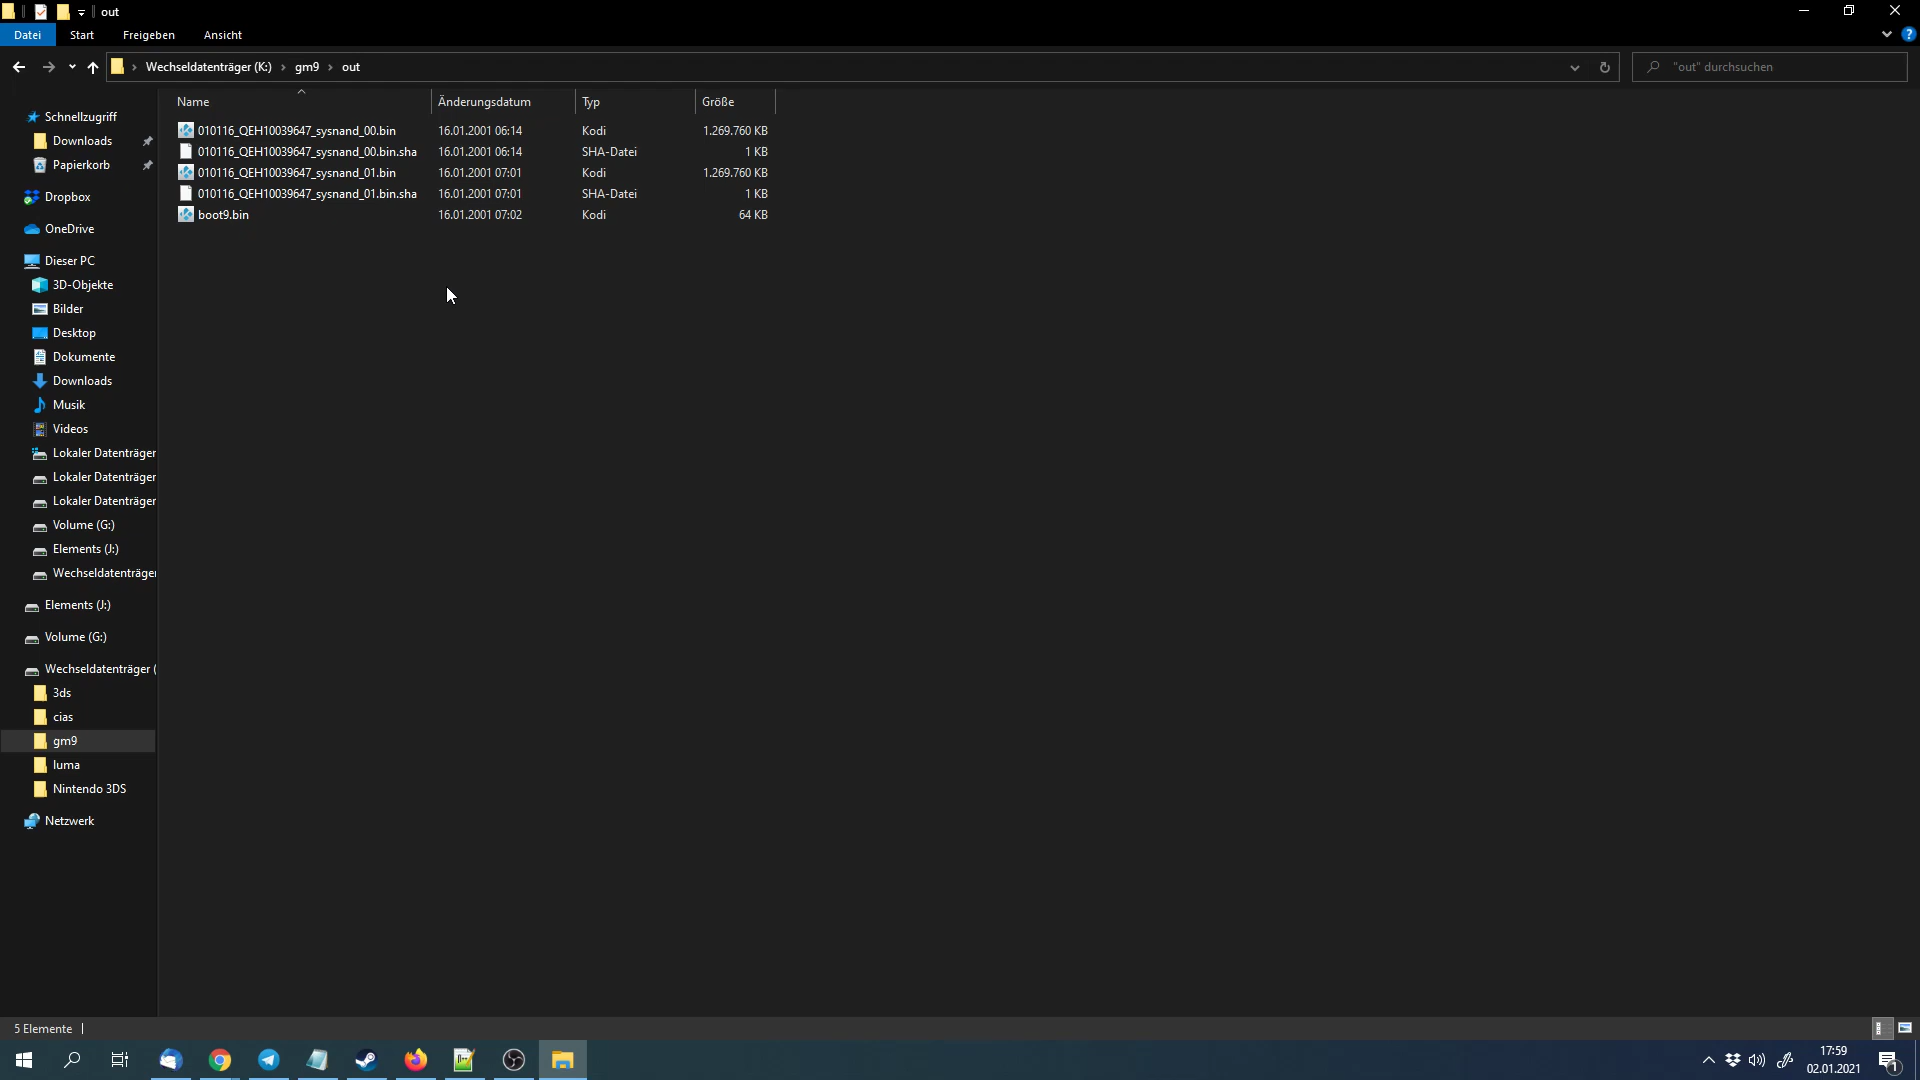 out
Datei Start Freigeben Ansicht
Wechseldatenträger (K:) gm9 out
"out" durchsuchen
Name Änderungsdatum Typ Größe
010116_QEH10039647_sysnand_00.bin 16.01.2001 06:14 Kodi 1.269.760 KB
010116_QEH10039647_sysnand_00.bin.sha 16.01.2001 06:14 SHA-Datei 1 KB
010116_QEH10039647_sysnand_01.bin 16.01.2001 07:01 Kodi 1.269.760 KB
010116_QEH10039647_sysnand_01.bin.sha 16.01.2001 07:01 SHA-Datei 1 KB
boot9.bin 16.01.2001 07:02 Kodi 64 KB
Schnellzugriff
Downloads
Papierkorb
Dropbox
OneDrive
Dieser PC
3D-Objekte
Bilder
Desktop
Dokumente
Downloads
Musik
Videos
Lokaler Datenträger
Lokaler Datenträger
Lokaler Datenträger
Volume (G:)
Elements (J:)
Wechseldatenträger
Elements (J:)
Volume (G:)
Wechseldatenträger (
3ds
cias
gm9
luma
Nintendo 3DS
Netzwerk
5 Elemente
17:59
02.01.2021
1